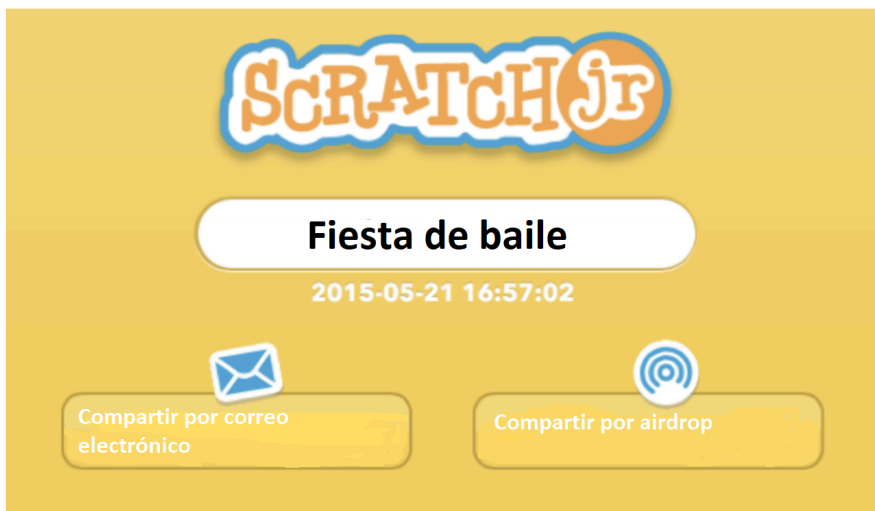 SCRATCH jr
Fiesta de baile
2015-05-21 16:57:02
Compartir por correo
electrónico
Compartir por airdrop